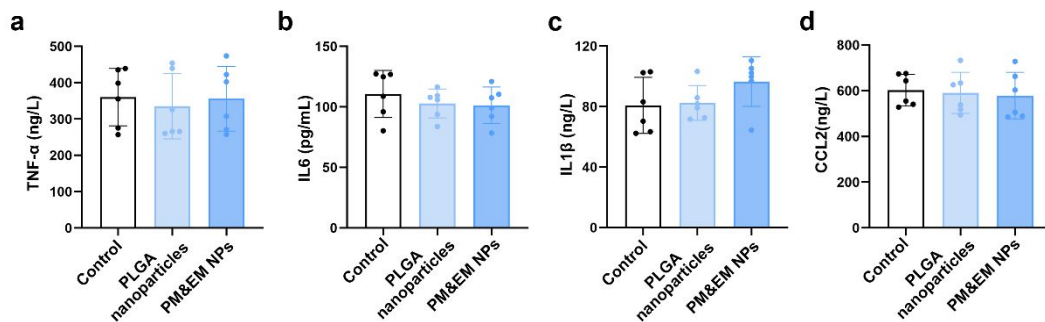 a
TNF-α (ng/L)
500
400
300
200
100
0
Control
PLGA
nanoparticles
PM&EM NPs
b
IL6 (pg/mL)
150
100
50
0
Control
PLGA
nanoparticles
PM&EM NPs
c
IL1β (ng/L)
120
80
40
0
Control
PLGA
nanoparticles
PM&EM NPs
d
CCL2(ng/L)
800
600
400
200
0
Control
PLGA
nanoparticles
PM&EM NPs